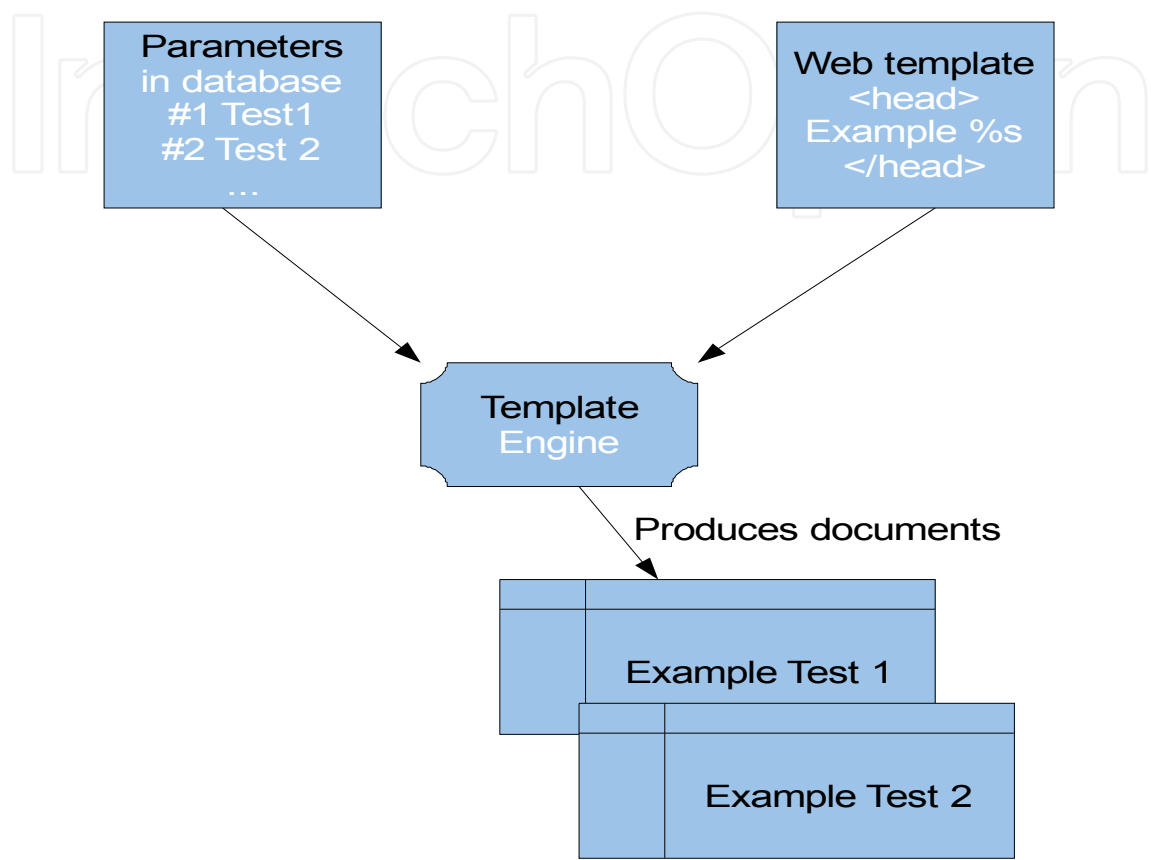 Parameters
in database
#1 Test1
#2 Test 2
...
Web template
<head>
Example %s
</head>
Template
Engine
Produces documents
Example Test 1
Example Test 2